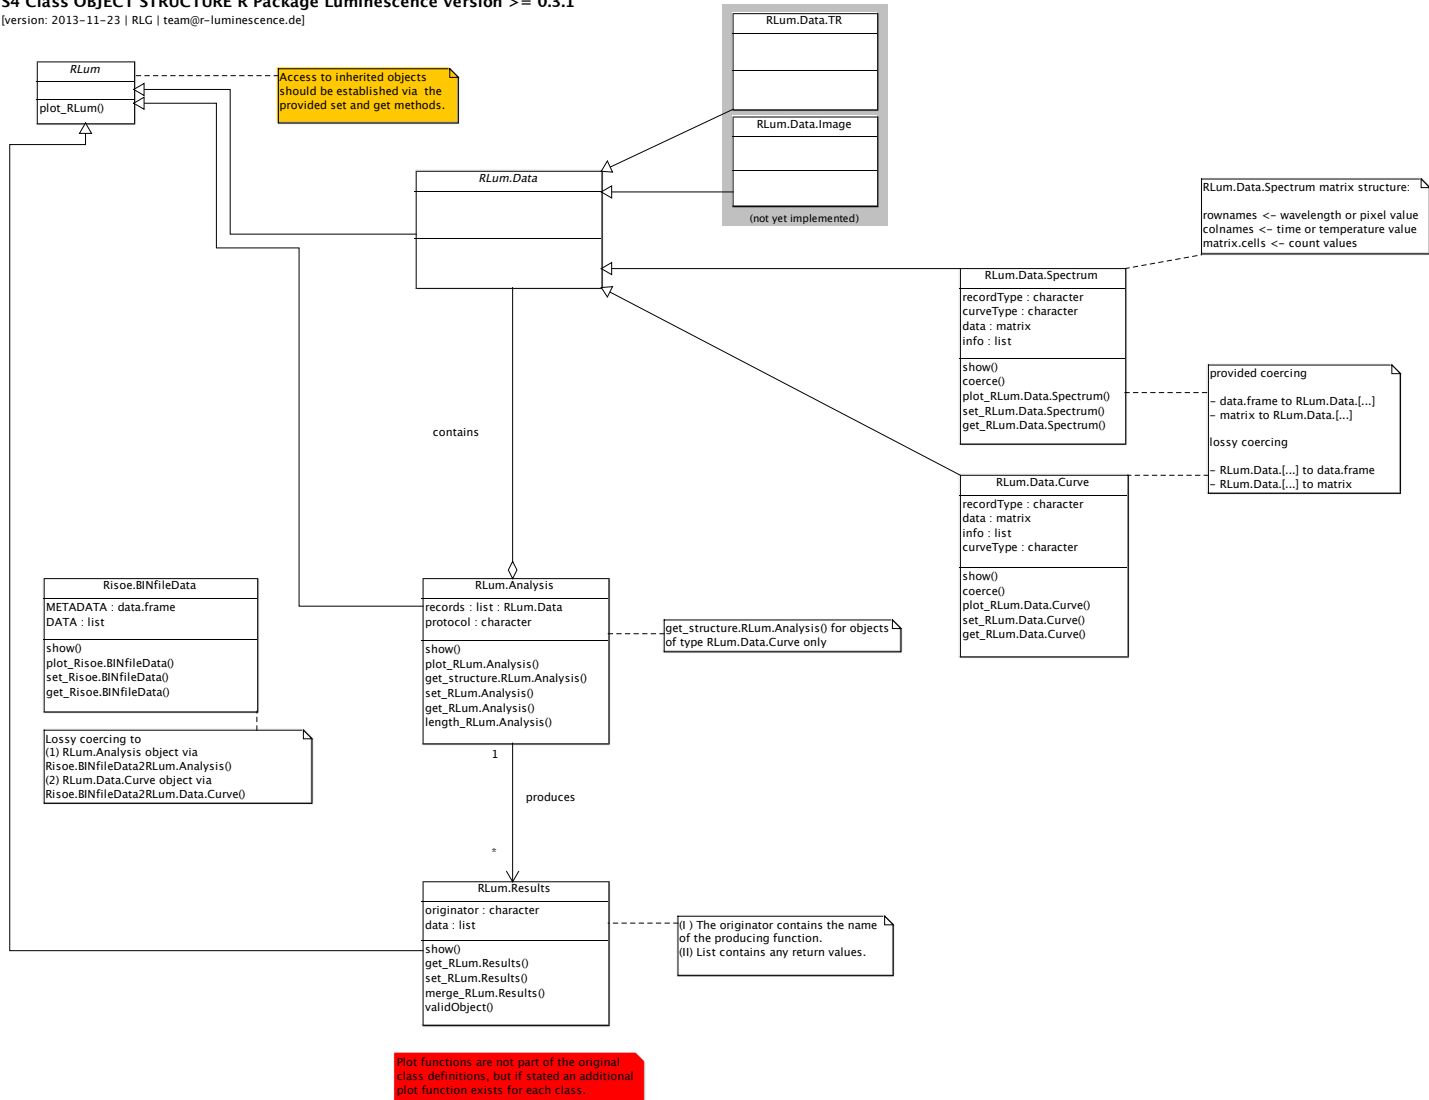 S4 Class OBJECT STRUCTURE R Package Luminescence version >= 0.3.1
[version: 2013-11-23 | RLG | team@r-luminescence.de]
RLum
plot_RLum()
Access to inherited objects
should be established via the
provided set and get methods.
RLum.Data.TR
RLum.Data.Image
(not yet implemented)
RLum.Data
RLum.Data.Spectrum matrix structure:
rownames <- wavelength or pixel value
colnames <- time or temperature value
matrix.cells <- count values
RLum.Data.Spectrum
recordType : character
curveType : character
data : matrix
info : list
show()
coerce()
plot_RLum.Data.Spectrum()
set_RLum.Data.Spectrum()
get_RLum.Data.Spectrum()
provided coercing
- data.frame to RLum.Data.[...]
- matrix to RLum.Data.[...]
lossy coercing
- RLum.Data.[...] to data.frame
- RLum.Data.[...] to matrix
contains
RLum.Data.Curve
recordType : character
data : matrix
info : list
curveType : character
show()
coerce()
plot_RLum.Data.Curve()
set_RLum.Data.Curve()
get_RLum.Data.Curve()
Risoe.BINfileData
METADATA : data.frame
DATA : list
show()
plot_Risoe.BINfileData()
set_Risoe.BINfileData()
get_Risoe.BINfileData()
Lossy coercing to
(1) RLum.Analysis object via
Risoe.BINfileData2RLum.Analysis()
(2) RLum.Data.Curve object via
Risoe.BINfileData2RLum.Data.Curve()
RLum.Analysis
records : list : RLum.Data
protocol : character
show()
plot_RLum.Analysis()
get_structure.RLum.Analysis()
set_RLum.Analysis()
get_RLum.Analysis()
length_RLum.Analysis()
get_structure.RLum.Analysis() for objects
of type RLum.Data.Curve only
1
produces
*
RLum.Results
originator : character
data : list
show()
get_RLum.Results()
set_RLum.Results()
merge_RLum.Results()
validObject()
(I ) The originator contains the name
of the producing function.
(II) List contains any return values.
Plot functions are not part of the original
class definitions, but if stated an additional
plot function exists for each class.